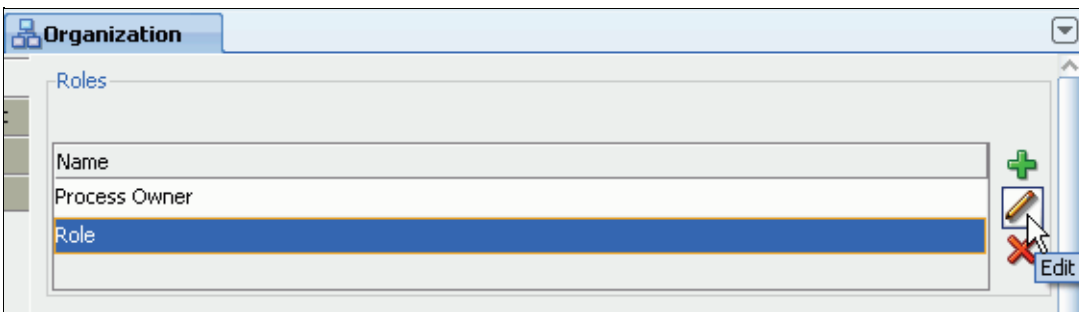 Organization
Roles
Name
Process Owner
Role
Edit